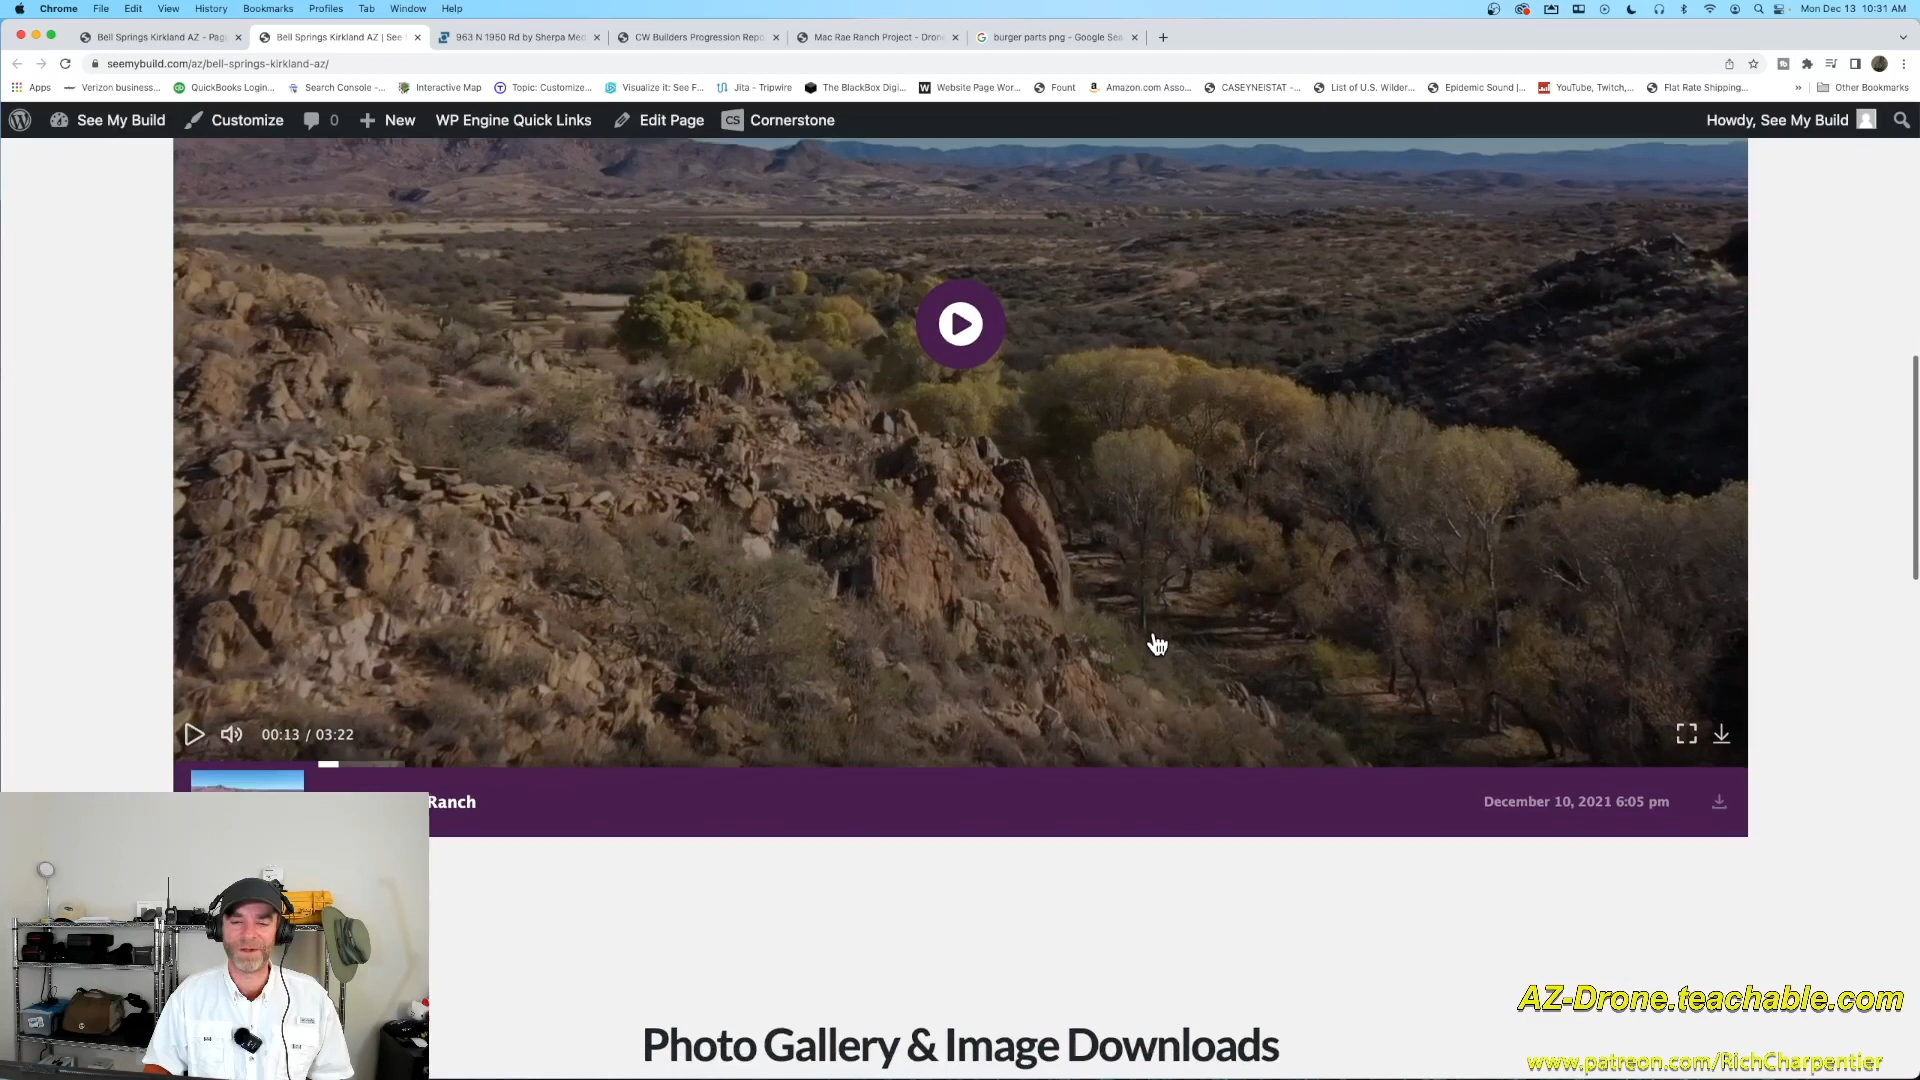 Chrome File Edit View History Bookmarks Profiles Tab Window Help Mon Dec 13 10:31 AM
Bell Springs Kirkland AZ - Pag Bell Springs Kirkland AZ | See 963 N 1950 Rd by Sherpa Med CW Builders Progression Repo Mac Rae Ranch Project - Dron burger parts png - Google Sea
seemybuild.com/az/bell-springs-kirkland-az/
Apps Verizon business... QuickBooks Login... Search Console -... Interactive Map Topic: Customize... Visualize it: See F... Jita - Tripwire The BlackBox Digi... Website Page Wor... Fount Amazon.com Asso... CASEYNEISTAT -... List of U.S. Wilder... Epidemic Sound |... YouTube, Twitch,... Flat Rate Shipping... » Other Bookmarks
See My Build Customize 0 New WP Engine Quick Links Edit Page CS Cornerstone Howdy, See My Build
00:13 / 03:22
Ranch December 10, 2021 6:05 pm
Photo Gallery & Image Downloads
AZ-Drone.teachable.com
www.patreon.com/RichCharpentier